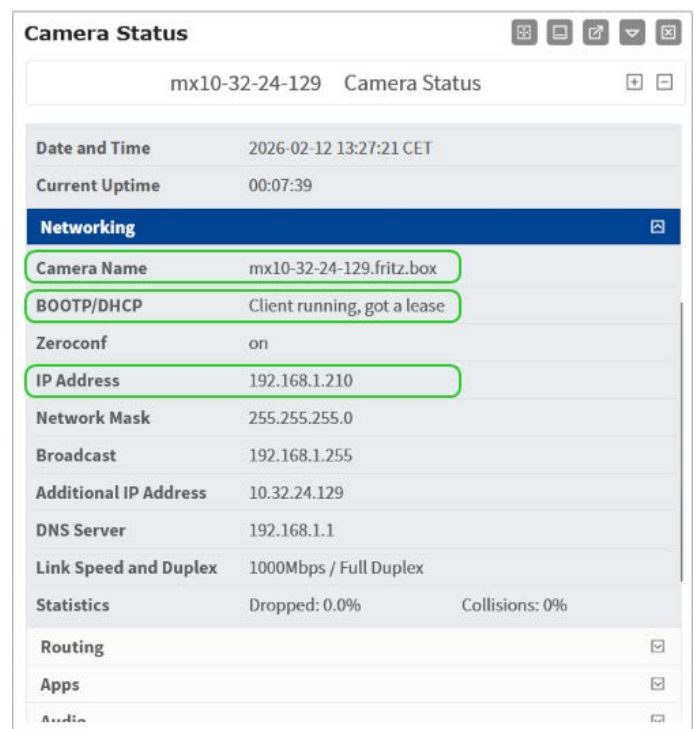 Camera Status
mx10-32-24-129 Camera Status
Date and Time 2026-02-12 13:27:21 CET
Current Uptime 00:07:39
Networking
Camera Name mx10-32-24-129.fritz.box
BOOTP/DHCP Client running, got a lease
Zeroconf on
IP Address 192.168.1.210
Network Mask 255.255.255.0
Broadcast 192.168.1.255
Additional IP Address 10.32.24.129
DNS Server 192.168.1.1
Link Speed and Duplex 1000Mbps / Full Duplex
Statistics Dropped: 0.0% Collisions: 0%
Routing
Apps
Audio